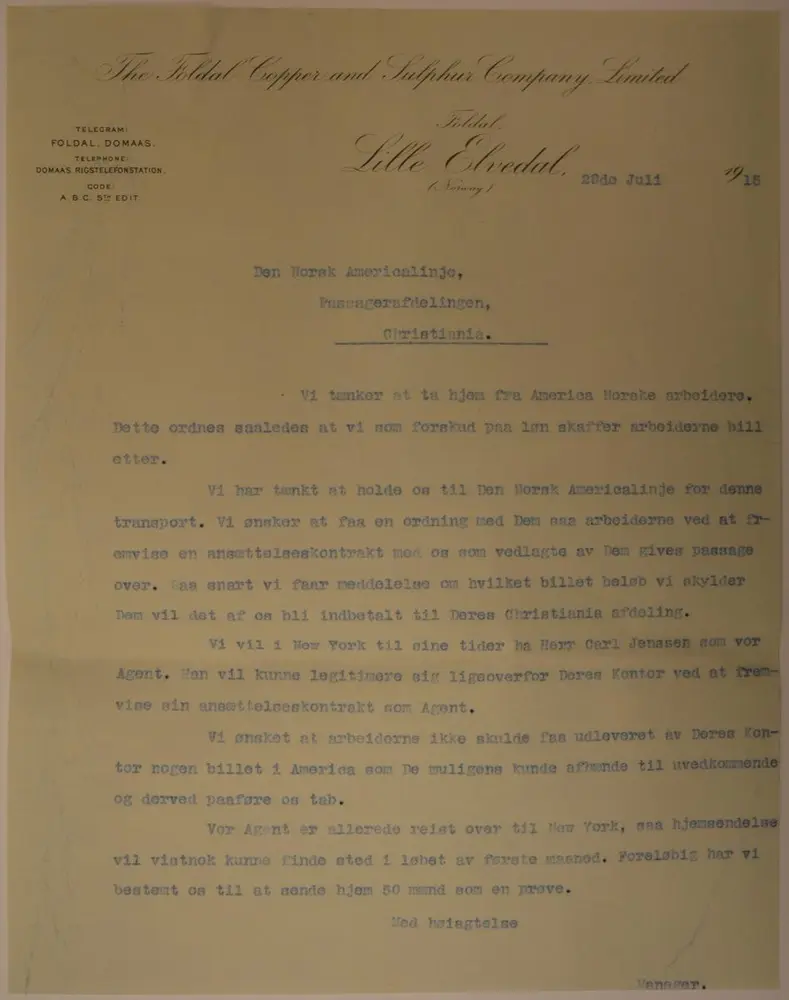 The Foldal Copper and Sulphur Company, Limited
TELEGRAM:
FOLDAL, DOMAAS.
TELEPHONE:
DOMAAS RIGSTELEFONSTATION.
CODE:
A.B.C. 5TH EDIT
Foldal,
Lille Elvedal,
(Norway)
29de Juli 1915
Den Norsk Americalinje,
Passagerafdelingen,
Christiania.
Vi tænker at ta hjem fra America Norske arbeidere.
Dette ordnes saaledes at vi som forskud paa løn skaffer arbeiderne bill
etter.
Vi har tænkt at holde os til Den Norsk Americalinje for denne
transport. Vi ønsker at faa en ordning med Dem saa arbeiderne ved at fr-
emvise en ansættelseskontrakt med os som vedlagte av Dem gives passage
over. Saa snart vi faar meddelelse om hvilket billet beløb vi skylder
Dem vil det af os bli indbetalt til Deres Christiania afdeling.
Vi vil i New York til sine tider ha Herr Carl Jenssen som vor
Agent. Han vil kunne legitimere sig ligeoverfor Deres Kontor ved at frem-
vise sin ansættelseskontrakt som Agent.
Vi ønsket at arbeiderne ikke skulde faa udleveret av Deres Kon-
tor nogen billet i America som De muligens kunde afhænde til uvedkommende
og derved paaføre os tab.
Vor Agent er allerede reist over til New York, saa hjemsendelse
vil vistnok kunne finde sted i løbet av første maaned. Foreløbig har vi
bestemt os til at sende hjem 50 mænd som en prøve.
Med høiagtelse
Manager.